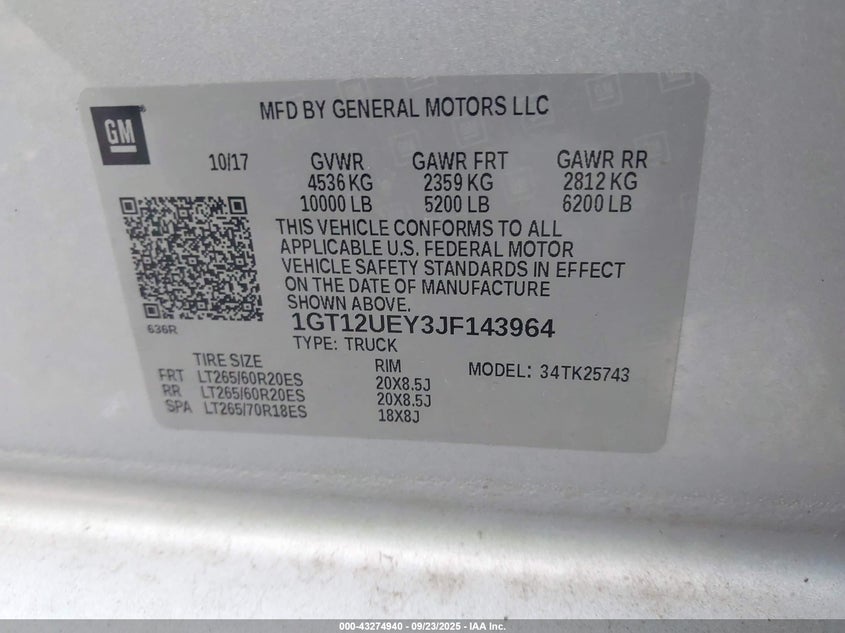 MFD BY GENERAL MOTORS LLC
GM
10/17 GVWR GAWR FRT GAWR RR
4536 KG 2359 KG 2812 KG
10000 LB 5200 LB 6200 LB
THIS VEHICLE CONFORMS TO ALL
APPLICABLE U.S. FEDERAL MOTOR
VEHICLE SAFETY STANDARDS IN EFFECT
ON THE DATE OF MANUFACTURE
SHOWN ABOVE.
636R
1GT12UEY3JF143964
TYPE: TRUCK
TIRE SIZE RIM MODEL: 34TK25743
FRT LT265/60R20ES 20X8.5J
RR LT265/60R20ES 20X8.5J
SPA LT265/70R18ES 18X8J
000-43274940 - 09/23/2025 - IAA Inc.